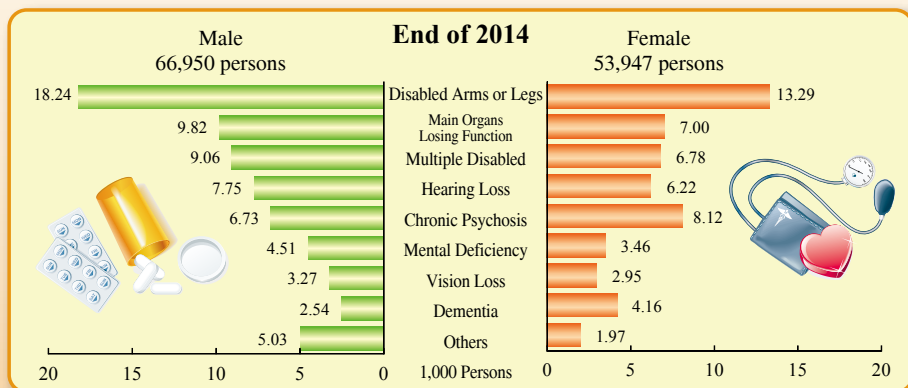 End of 2014
Male
66,950 persons
Female
53,947 persons
18.24
Disabled Arms or Legs
13.29
9.82
Main Organs
Losing Function
7.00
9.06
Multiple Disabled
6.78
7.75
Hearing Loss
6.22
6.73
Chronic Psychosis
8.12
4.51
Mental Deficiency
3.46
3.27
Vision Loss
2.95
2.54
Dementia
4.16
5.03
Others
1.97
20 15 10 5 0 1,000 Persons 0 5 10 15 20